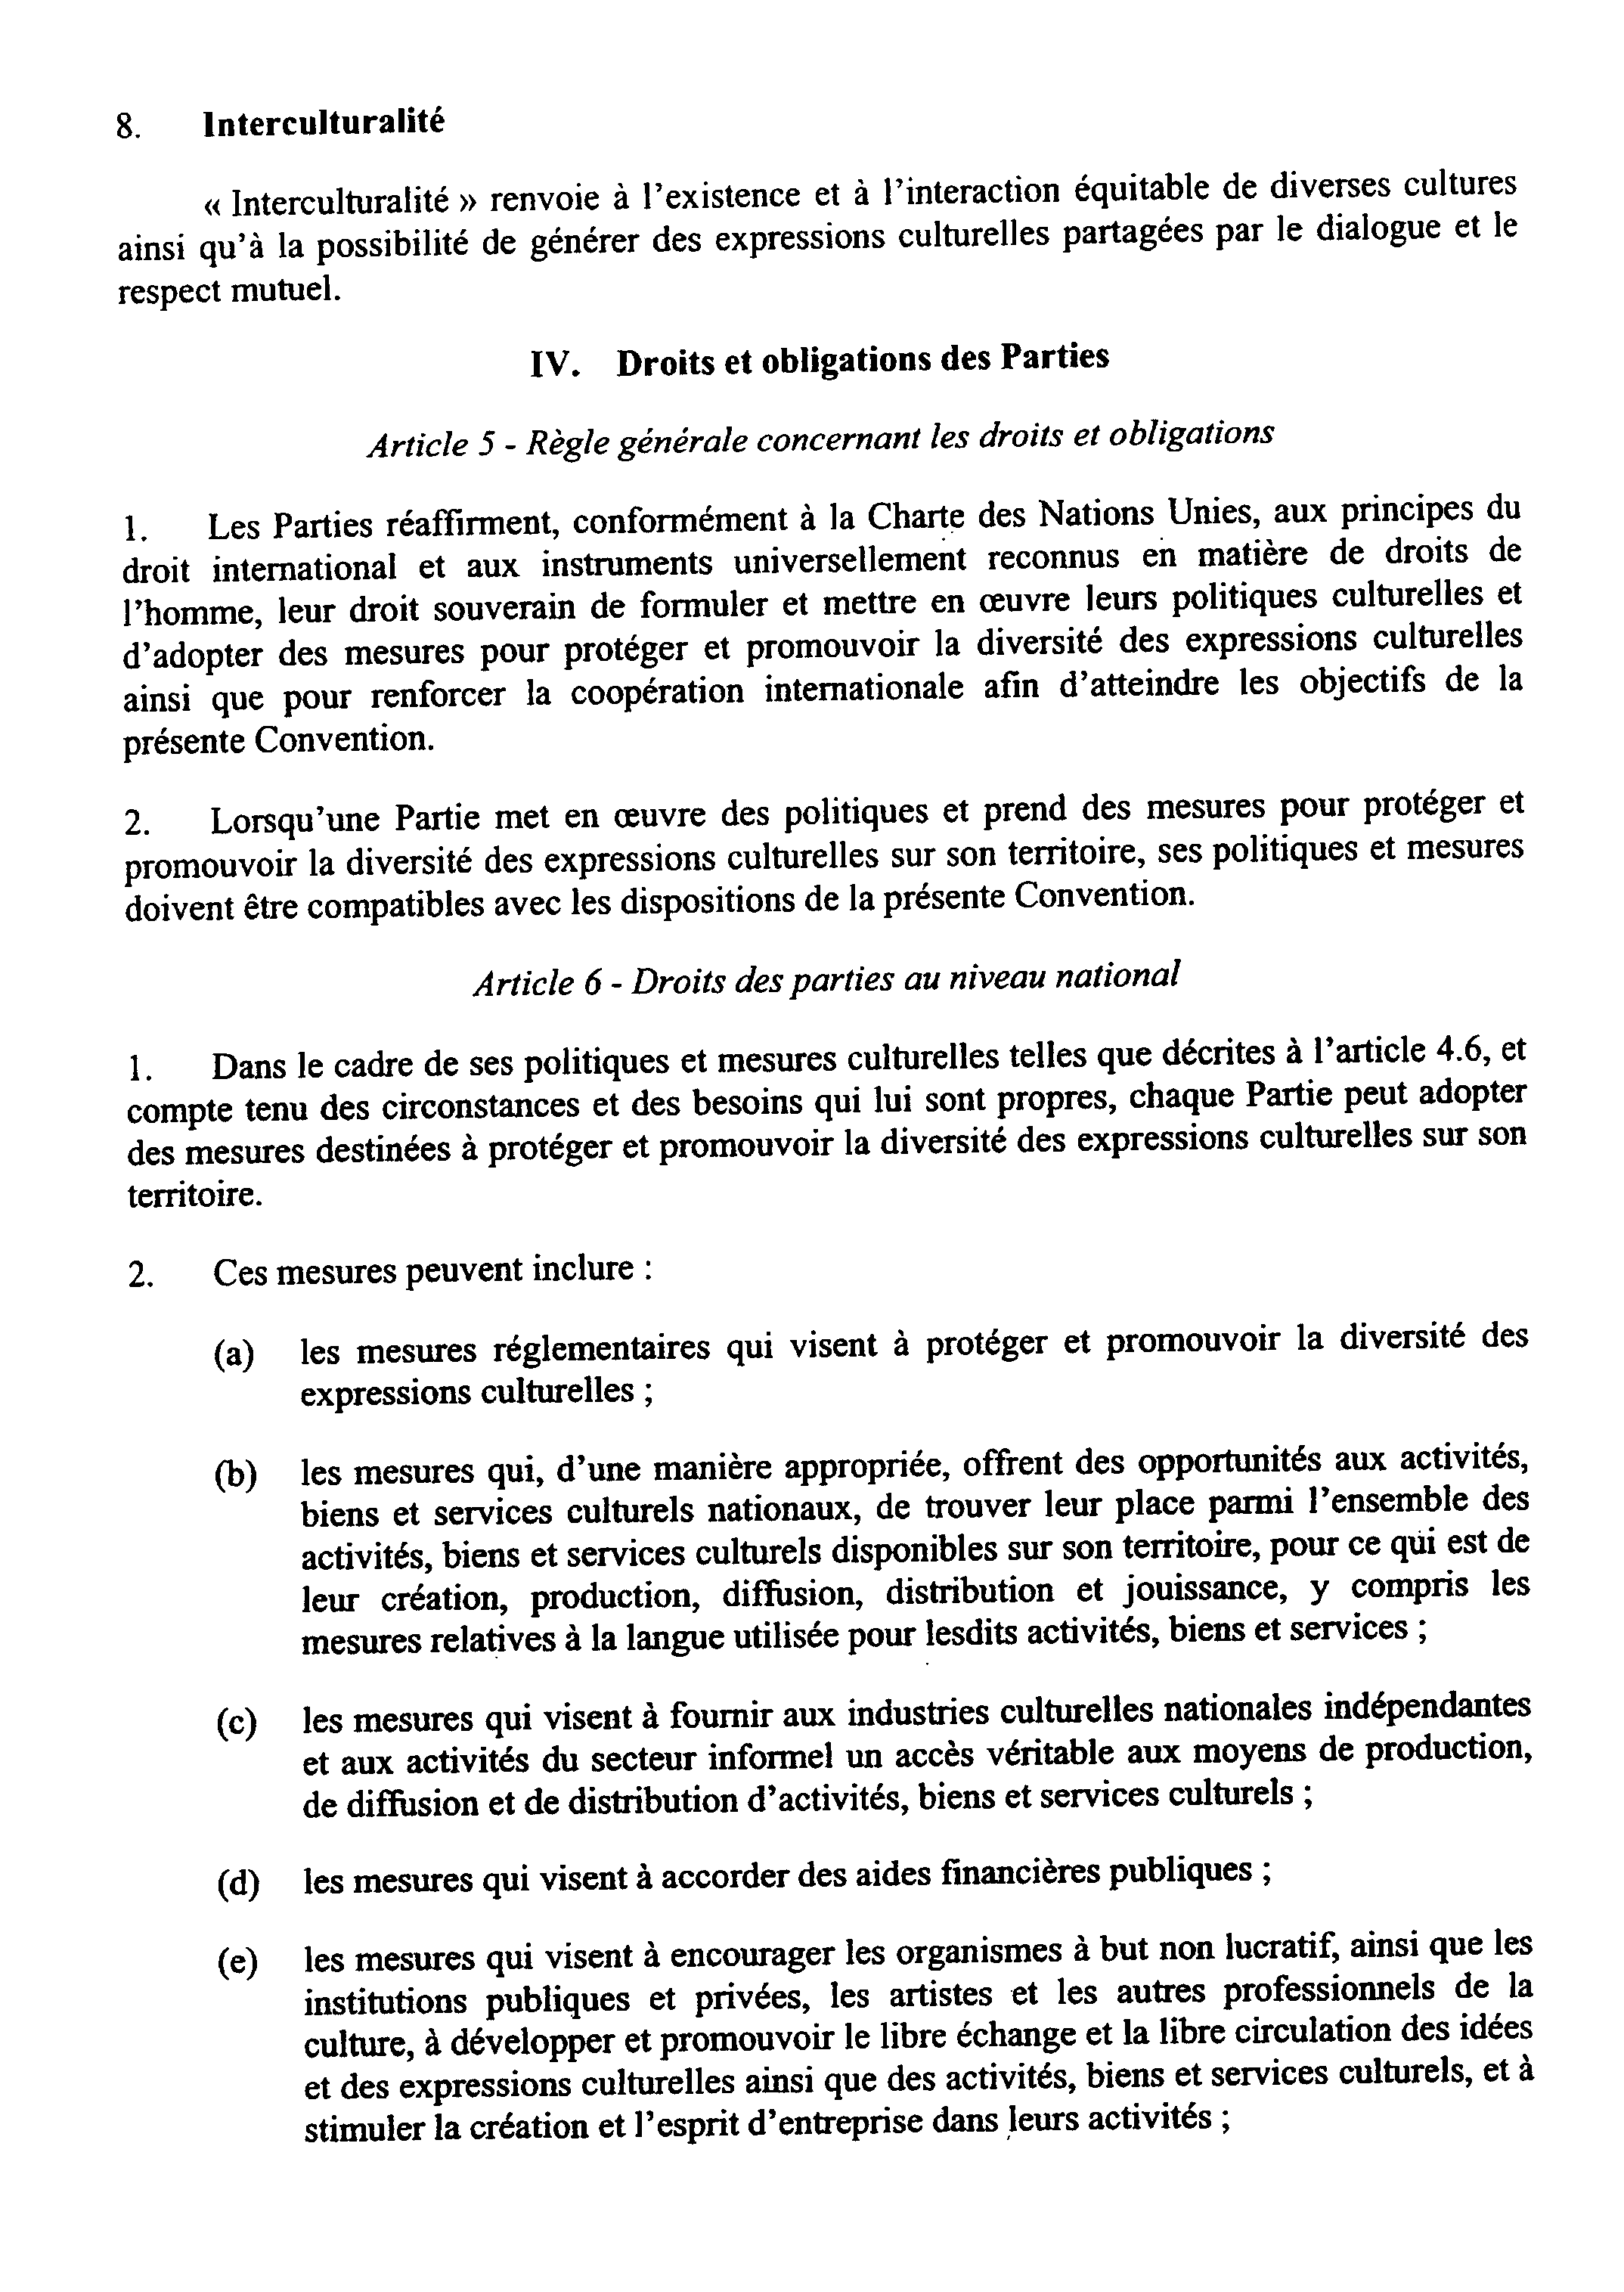 8. Interculturalité
« Interculturalité » renvoie à l'existence et à l'interaction équitable de diverses cultures
ainsi qu'à la possibilité de générer des expressions culturelles partagées par le dialogue et le
respect mutuel.
IV. Droits et obligations des Parties
Article 5 - Règle générale concernant les droits et obligations
1. Les Parties réaffirment, conformément à la Charte des Nations Unies, aux principes du
droit international et aux instruments universellement reconnus en matière de droits de
l'homme, leur droit souverain de formuler et mettre en œuvre leurs politiques culturelles et
d'adopter des mesures pour protéger et promouvoir la diversité des expressions culturelles
ainsi que pour renforcer la coopération internationale afin d'atteindre les objectifs de la
présente Convention.
2. Lorsqu'une Partie met en œuvre des politiques et prend des mesures pour protéger et
promouvoir la diversité des expressions culturelles sur son territoire, ses politiques et mesures
doivent être compatibles avec les dispositions de la présente Convention.
Article 6 - Droits des parties au niveau national
1. Dans le cadre de ses politiques et mesures culturelles telles que décrites à l'article 4.6, et
compte tenu des circonstances et des besoins qui lui sont propres, chaque Partie peut adopter
des mesures destinées à protéger et promouvoir la diversité des expressions culturelles sur son
territoire.
2. Ces mesures peuvent inclure :
(a) les mesures réglementaires qui visent à protéger et promouvoir la diversité des
expressions culturelles ;
(b) les mesures qui, d'une manière appropriée, offrent des opportunités aux activités,
biens et services culturels nationaux, de trouver leur place parmi l'ensemble des
activités, biens et services culturels disponibles sur son territoire, pour ce qui est de
leur création, production, diffusion, distribution et jouissance, y compris les
mesures relatives à la langue utilisée pour lesdits activités, biens et services ;
(c) les mesures qui visent à fournir aux industries culturelles nationales indépendantes
et aux activités du secteur informel un accès véritable aux moyens de production,
de diffusion et de distribution d'activités, biens et services culturels ;
(d) les mesures qui visent à accorder des aides financières publiques ;
(e) les mesures qui visent à encourager les organismes à but non lucratif, ainsi que les
institutions publiques et privées, les artistes et les autres professionnels de la
culture, à développer et promouvoir le libre échange et la libre circulation des idées
et des expressions culturelles ainsi que des activités, biens et services culturels, et à
stimuler la création et l'esprit d'entreprise dans leurs activités ;